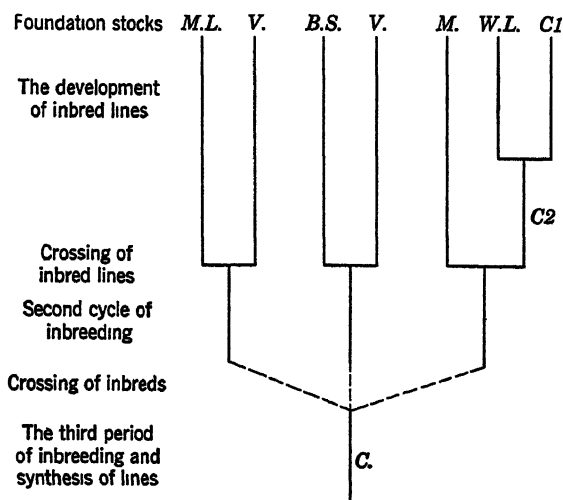 Foundation stocks M.L. V. B.S. V. M. W.L. C1
The development
of inbred lines
C2
Crossing of
inbred lines
Second cycle of
inbreeding
Crossing of inbreds
The third period
of inbreeding and
synthesis of lines
C.